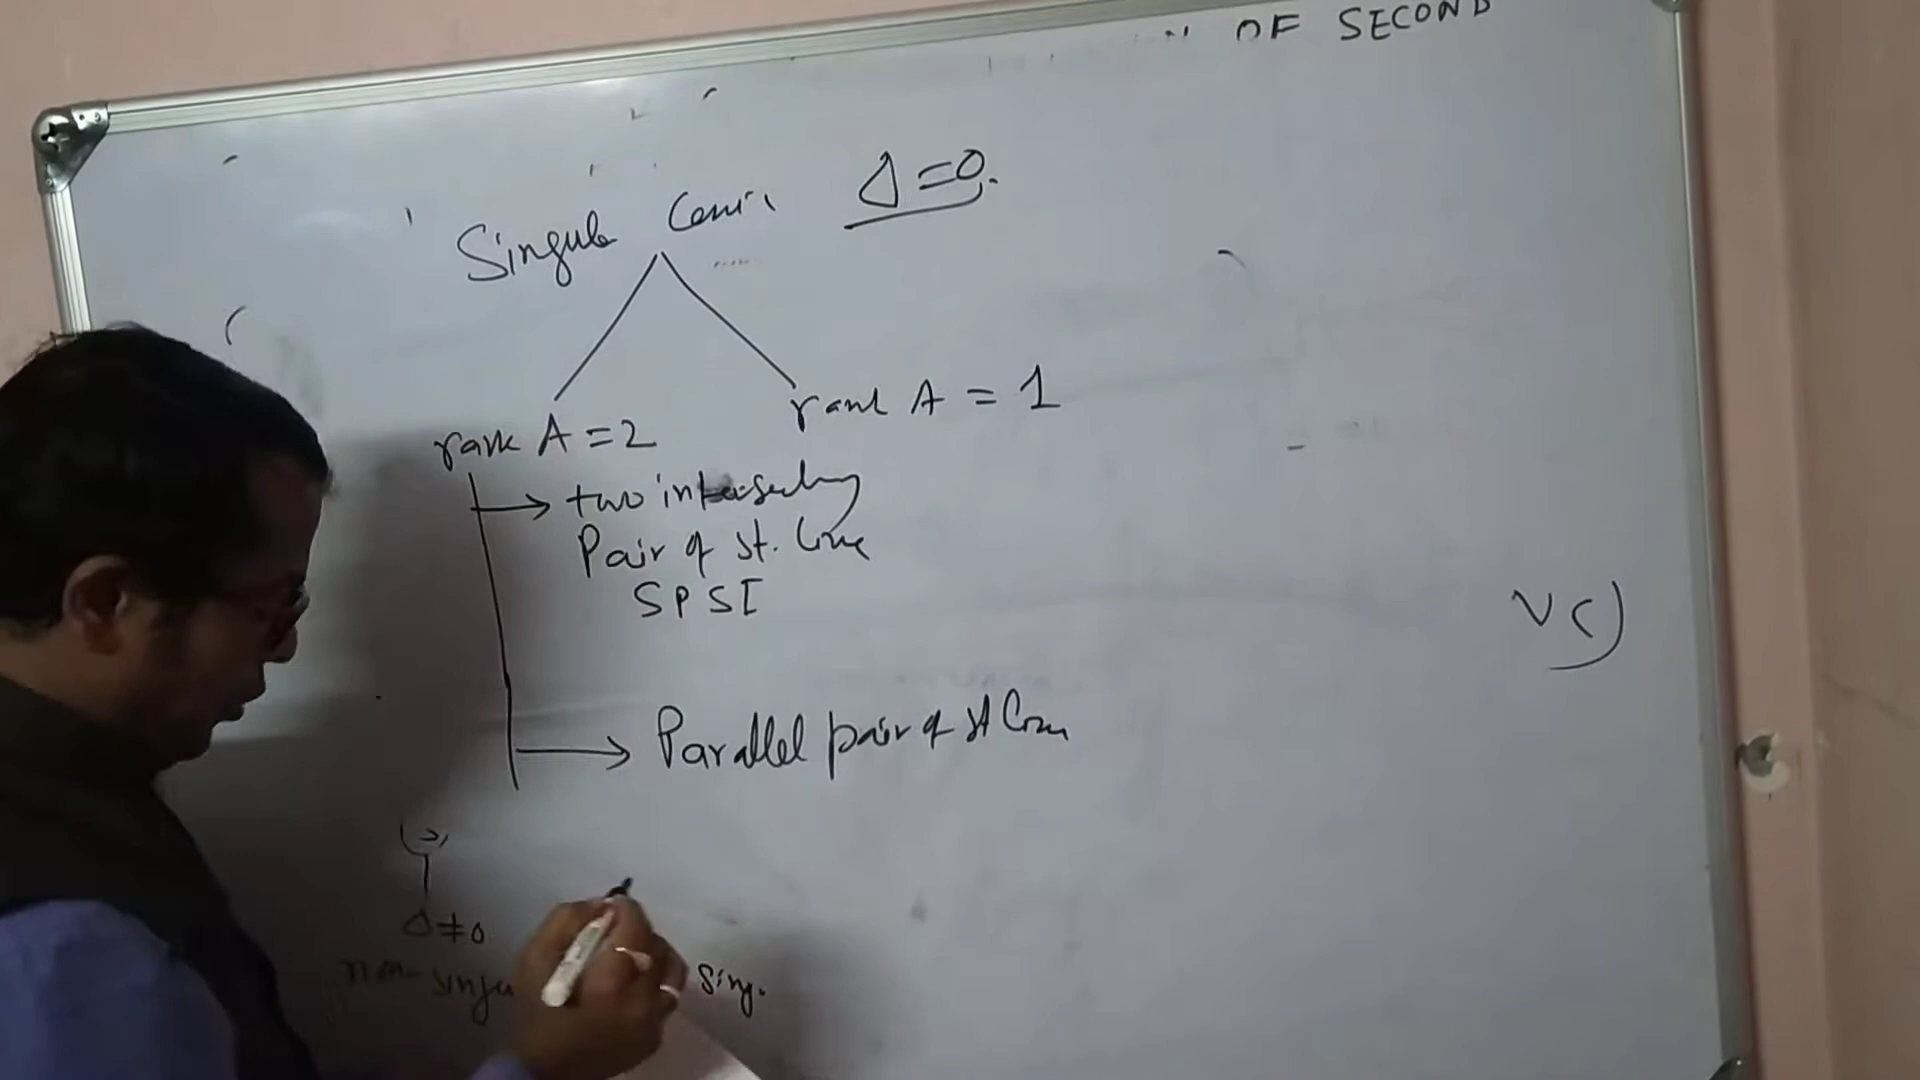 OF SECOND
Singula Conic Δ=0.
rank A=2
rank A = 1
two intersecting
Pair of st. line
SPSI
Parallel pair of st line
Δ≠0
non-singu
Sing.